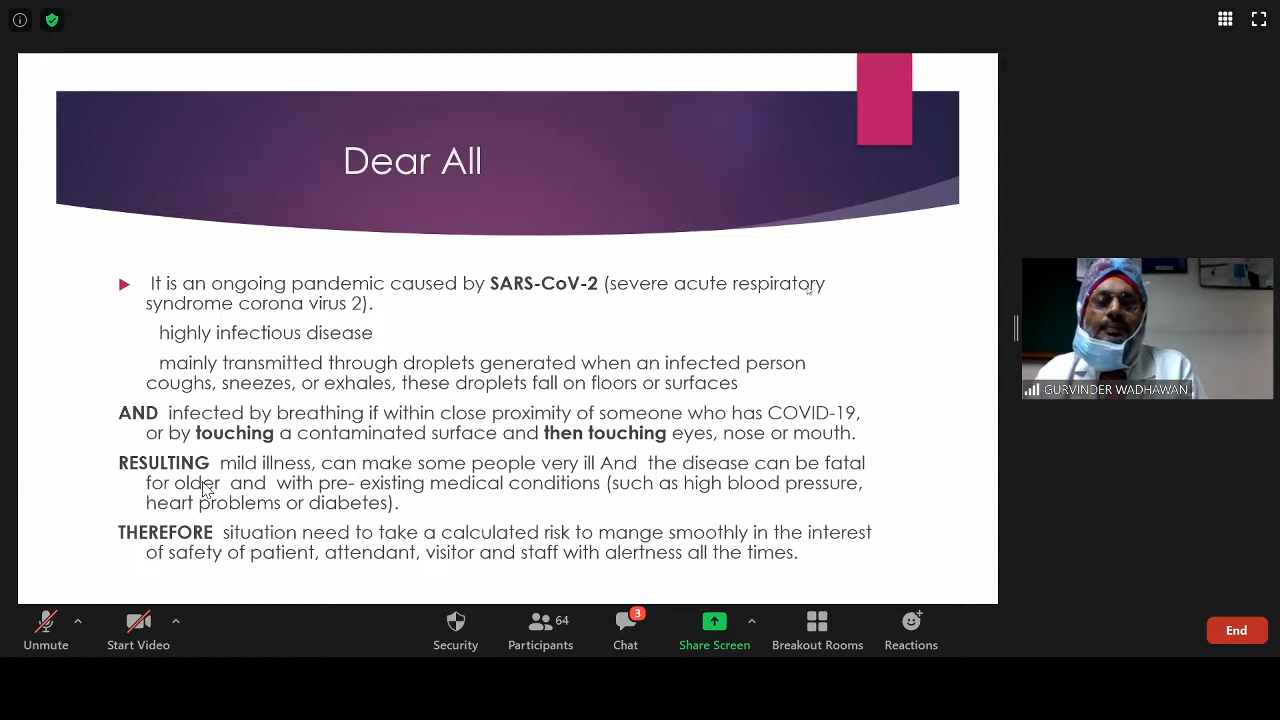 Dear All
It is an ongoing pandemic caused by SARS-CoV-2 (severe acute respiratory
syndrome corona virus 2).
highly infectious disease
mainly transmitted through droplets generated when an infected person
coughs, sneezes, or exhales, these droplets fall on floors or surfaces
AND infected by breathing if within close proximity of someone who has COVID-19,
or by touching a contaminated surface and then touching eyes, nose or mouth.
RESULTING mild illness, can make some people very ill And the disease can be fatal
for older and with pre- existing medical conditions (such as high blood pressure,
heart problems or diabetes).
THEREFORE situation need to take a calculated risk to mange smoothly in the interest
of safety of patient, attendant, visitor and staff with alertness all the times.
GURVINDER WADHAWAN
64
3
Unmute
Start Video
Security
Participants
Chat
Share Screen
Breakout Rooms
Reactions
End